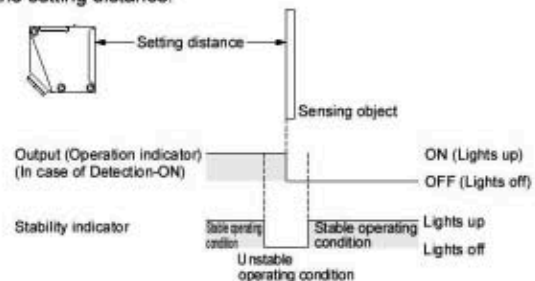 the setting distance.
Setting distance
Sensing object
Output (Operation indicator)
(In case of Detection-ON)
ON (Lights up)
OFF (Lights off)
Stability indicator
Stable operating
condition
Stable operating
condition
Lights up
Lights off
Unstable
operating condition